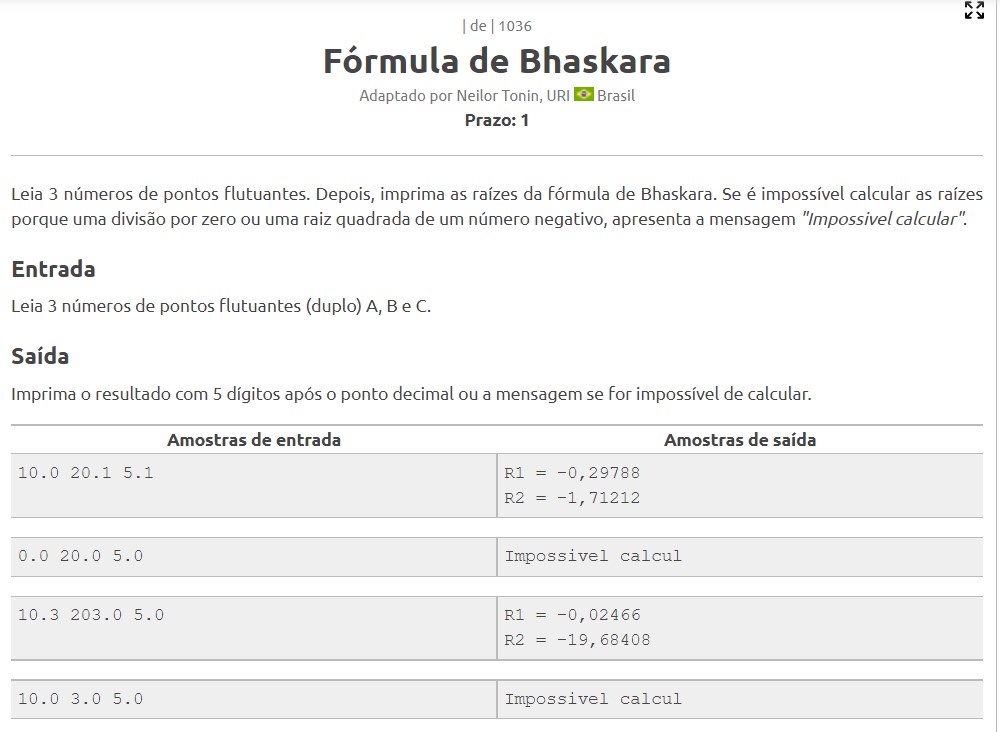 | de | 1036
Fórmula de Bhaskara
Adaptado por Neilor Tonin, URI Brasil
Prazo: 1
Leia 3 números de pontos flutuantes. Depois, imprima as raízes da fórmula de Bhaskara. Se é impossível calcular as raízes
porque uma divisão por zero ou uma raiz quadrada de um número negativo, apresenta a mensagem "Impossivel calcular".
Entrada
Leia 3 números de pontos flutuantes (duplo) A, B e C.
Saída
Imprima o resultado com 5 dígitos após o ponto decimal ou a mensagem se for impossível de calcular.
Amostras de entrada Amostras de saída
10.0 20.1 5.1 R1 = -0,29788
R2 = -1,71212
0.0 20.0 5.0 Impossivel calcul
10.3 203.0 5.0 R1 = -0,02466
R2 = -19,68408
10.0 3.0 5.0 Impossivel calcul